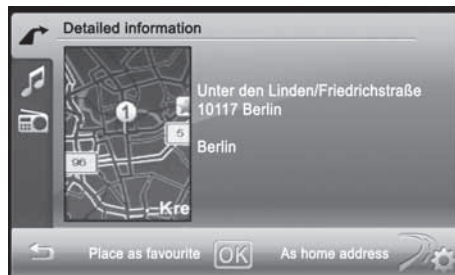 Detailed information
1
5
96
Kre
Unter den Linden/Friedrichstraße
10117 Berlin
Berlin
Place as favourite OK As home address